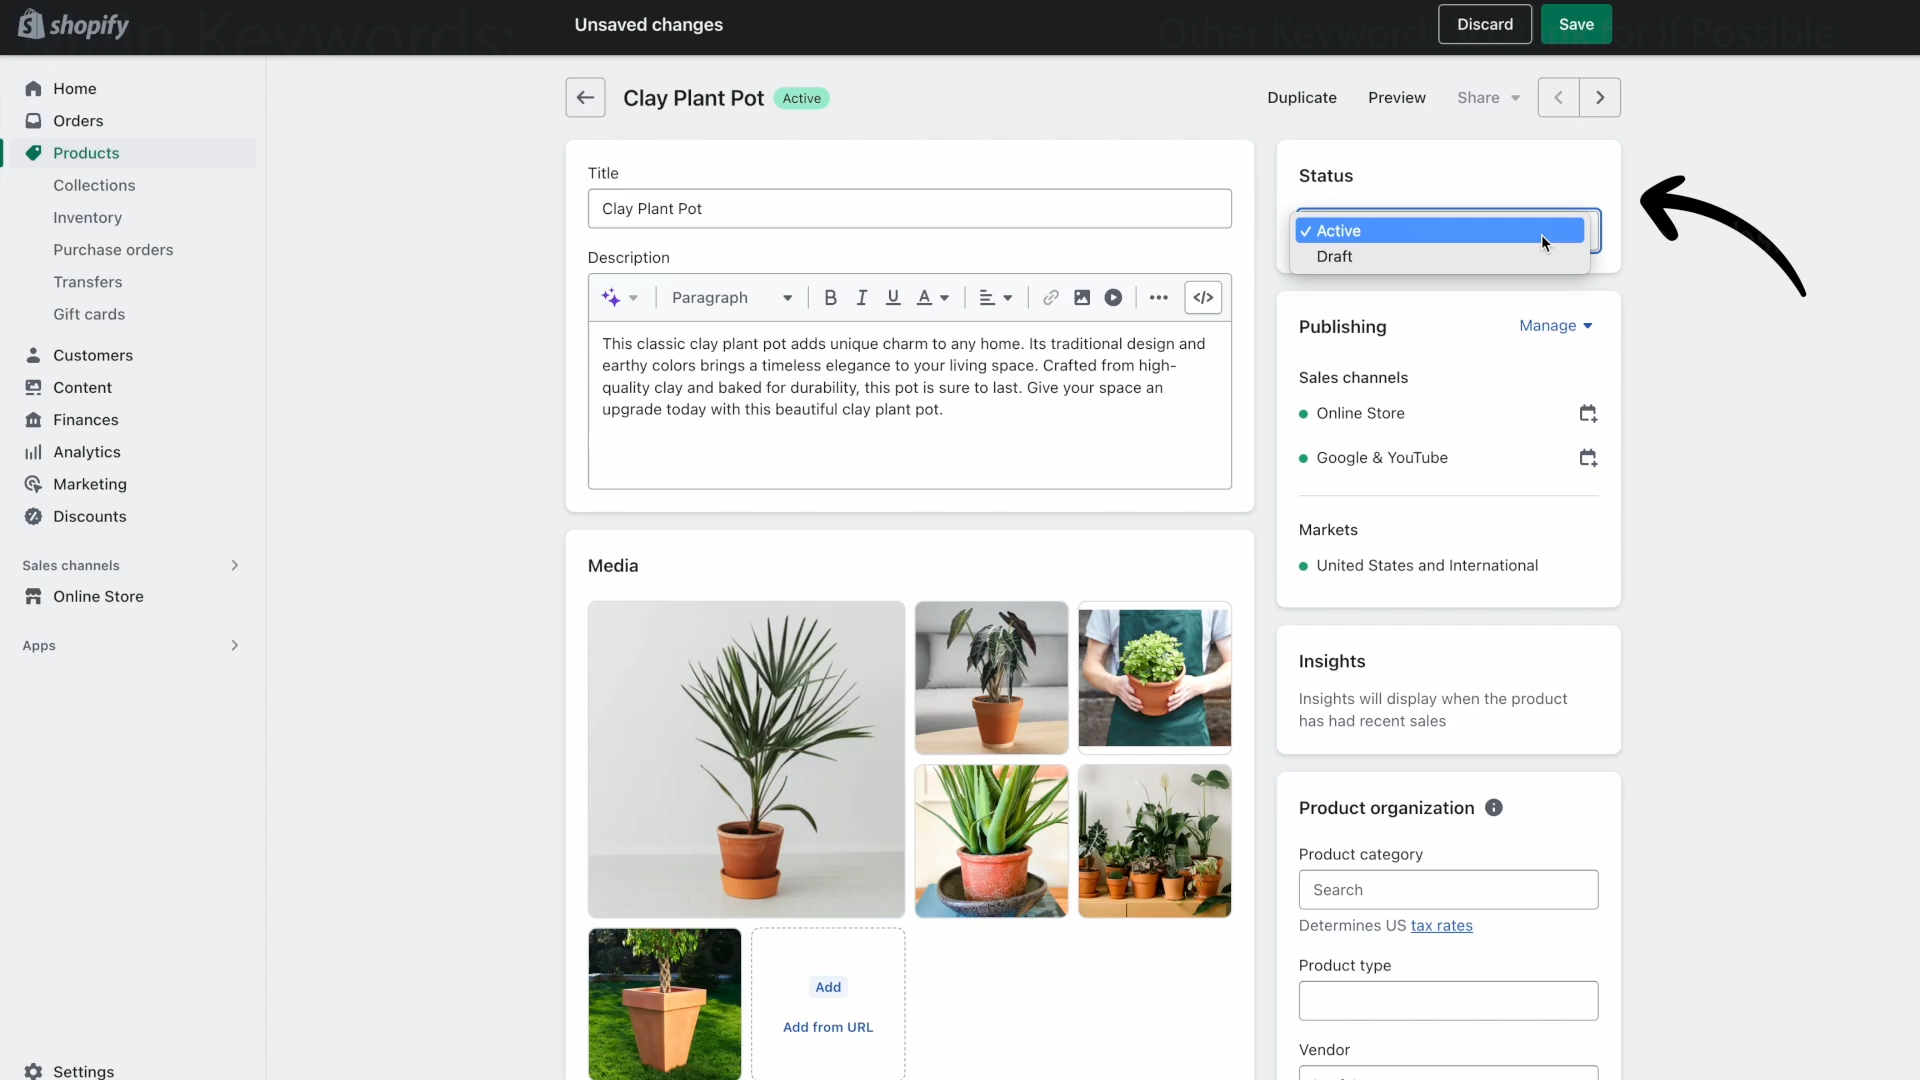 shopify
Unsaved changes
Discard
Save
in Keywords:
Other Keyword
or If Possible:
Home
Orders
Products
Collections
Inventory
Purchase orders
Transfers
Gift cards
Customers
Content
Finances
Analytics
Marketing
Discounts
Sales channels
Online Store
Apps
Settings
Clay Plant Pot
Active
Duplicate
Preview
Share
Title
Clay Plant Pot
Description
Paragraph
B I U A
</>
This classic clay plant pot adds unique charm to any home. Its traditional design and
earthy colors brings a timeless elegance to your living space. Crafted from high-
quality clay and baked for durability, this pot is sure to last. Give your space an
upgrade today with this beautiful clay plant pot.
Media
Add
Add from URL
Status
Active
Draft
Publishing
Manage
Sales channels
Online Store
Google & YouTube
Markets
United States and International
Insights
Insights will display when the product
has had recent sales
Product organization
Product category
Search
Determines US tax rates
Product type
Vendor